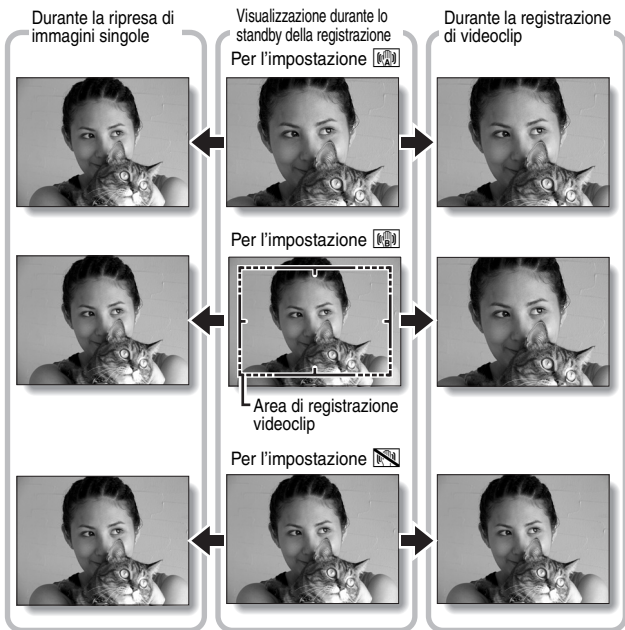 Durante la ripresa di
immagini singole
Visualizzazione durante lo
standby della registrazione
Durante la registrazione
di videoclip
Per l'impostazione A
Per l'impostazione B
Area di registrazione
videoclip
Per l'impostazione